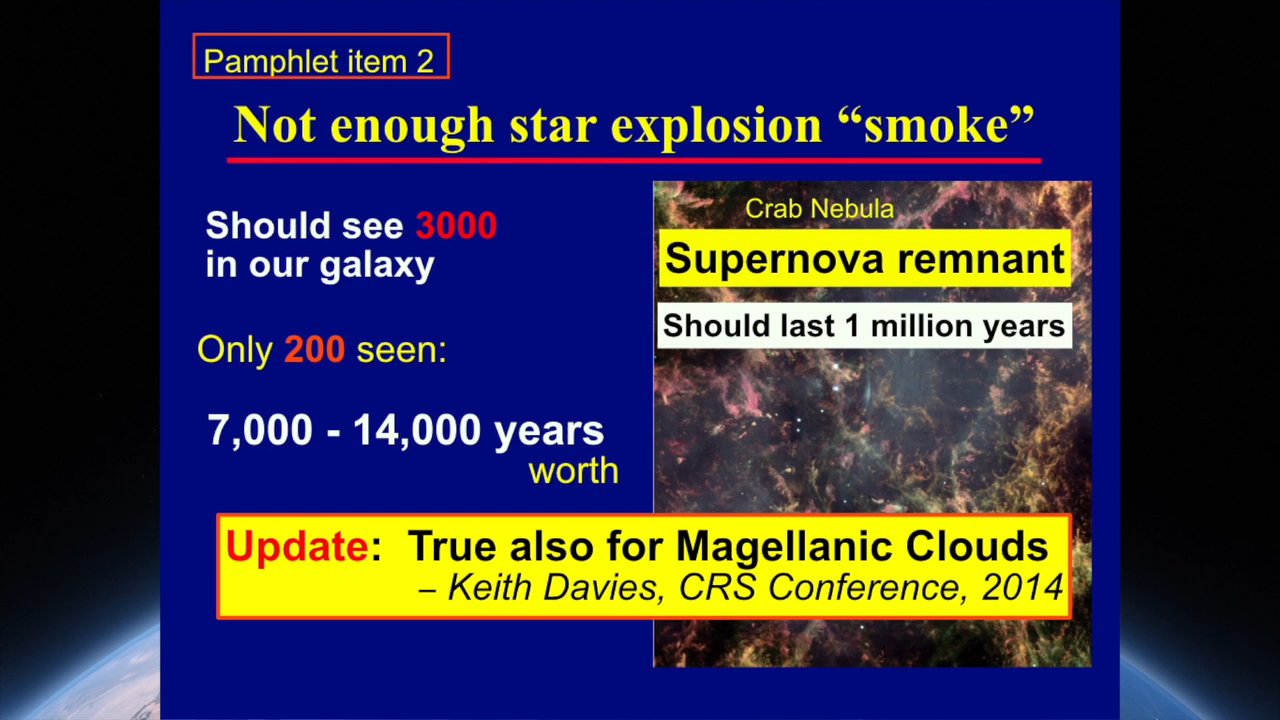 Pamphlet item 2
Not enough star explosion “smoke”
Should see 3000
in our galaxy
Only 200 seen:
7,000 - 14,000 years
worth
Crab Nebula
Supernova remnant
Should last 1 million years
Update: True also for Magellanic Clouds
– Keith Davies, CRS Conference, 2014